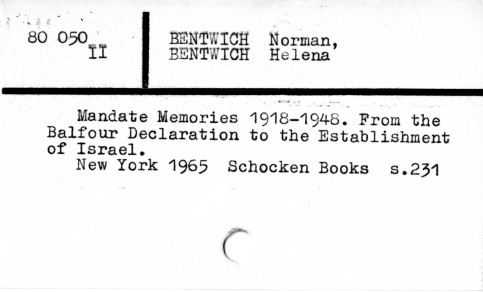 80 050 BENTWICH Norman,
II BENTWICH Helena
Mandate Memories 1918-1948. From the
Balfour Declaration to the Establishment
of Israel.
New York 1965 Schocken Books s.231